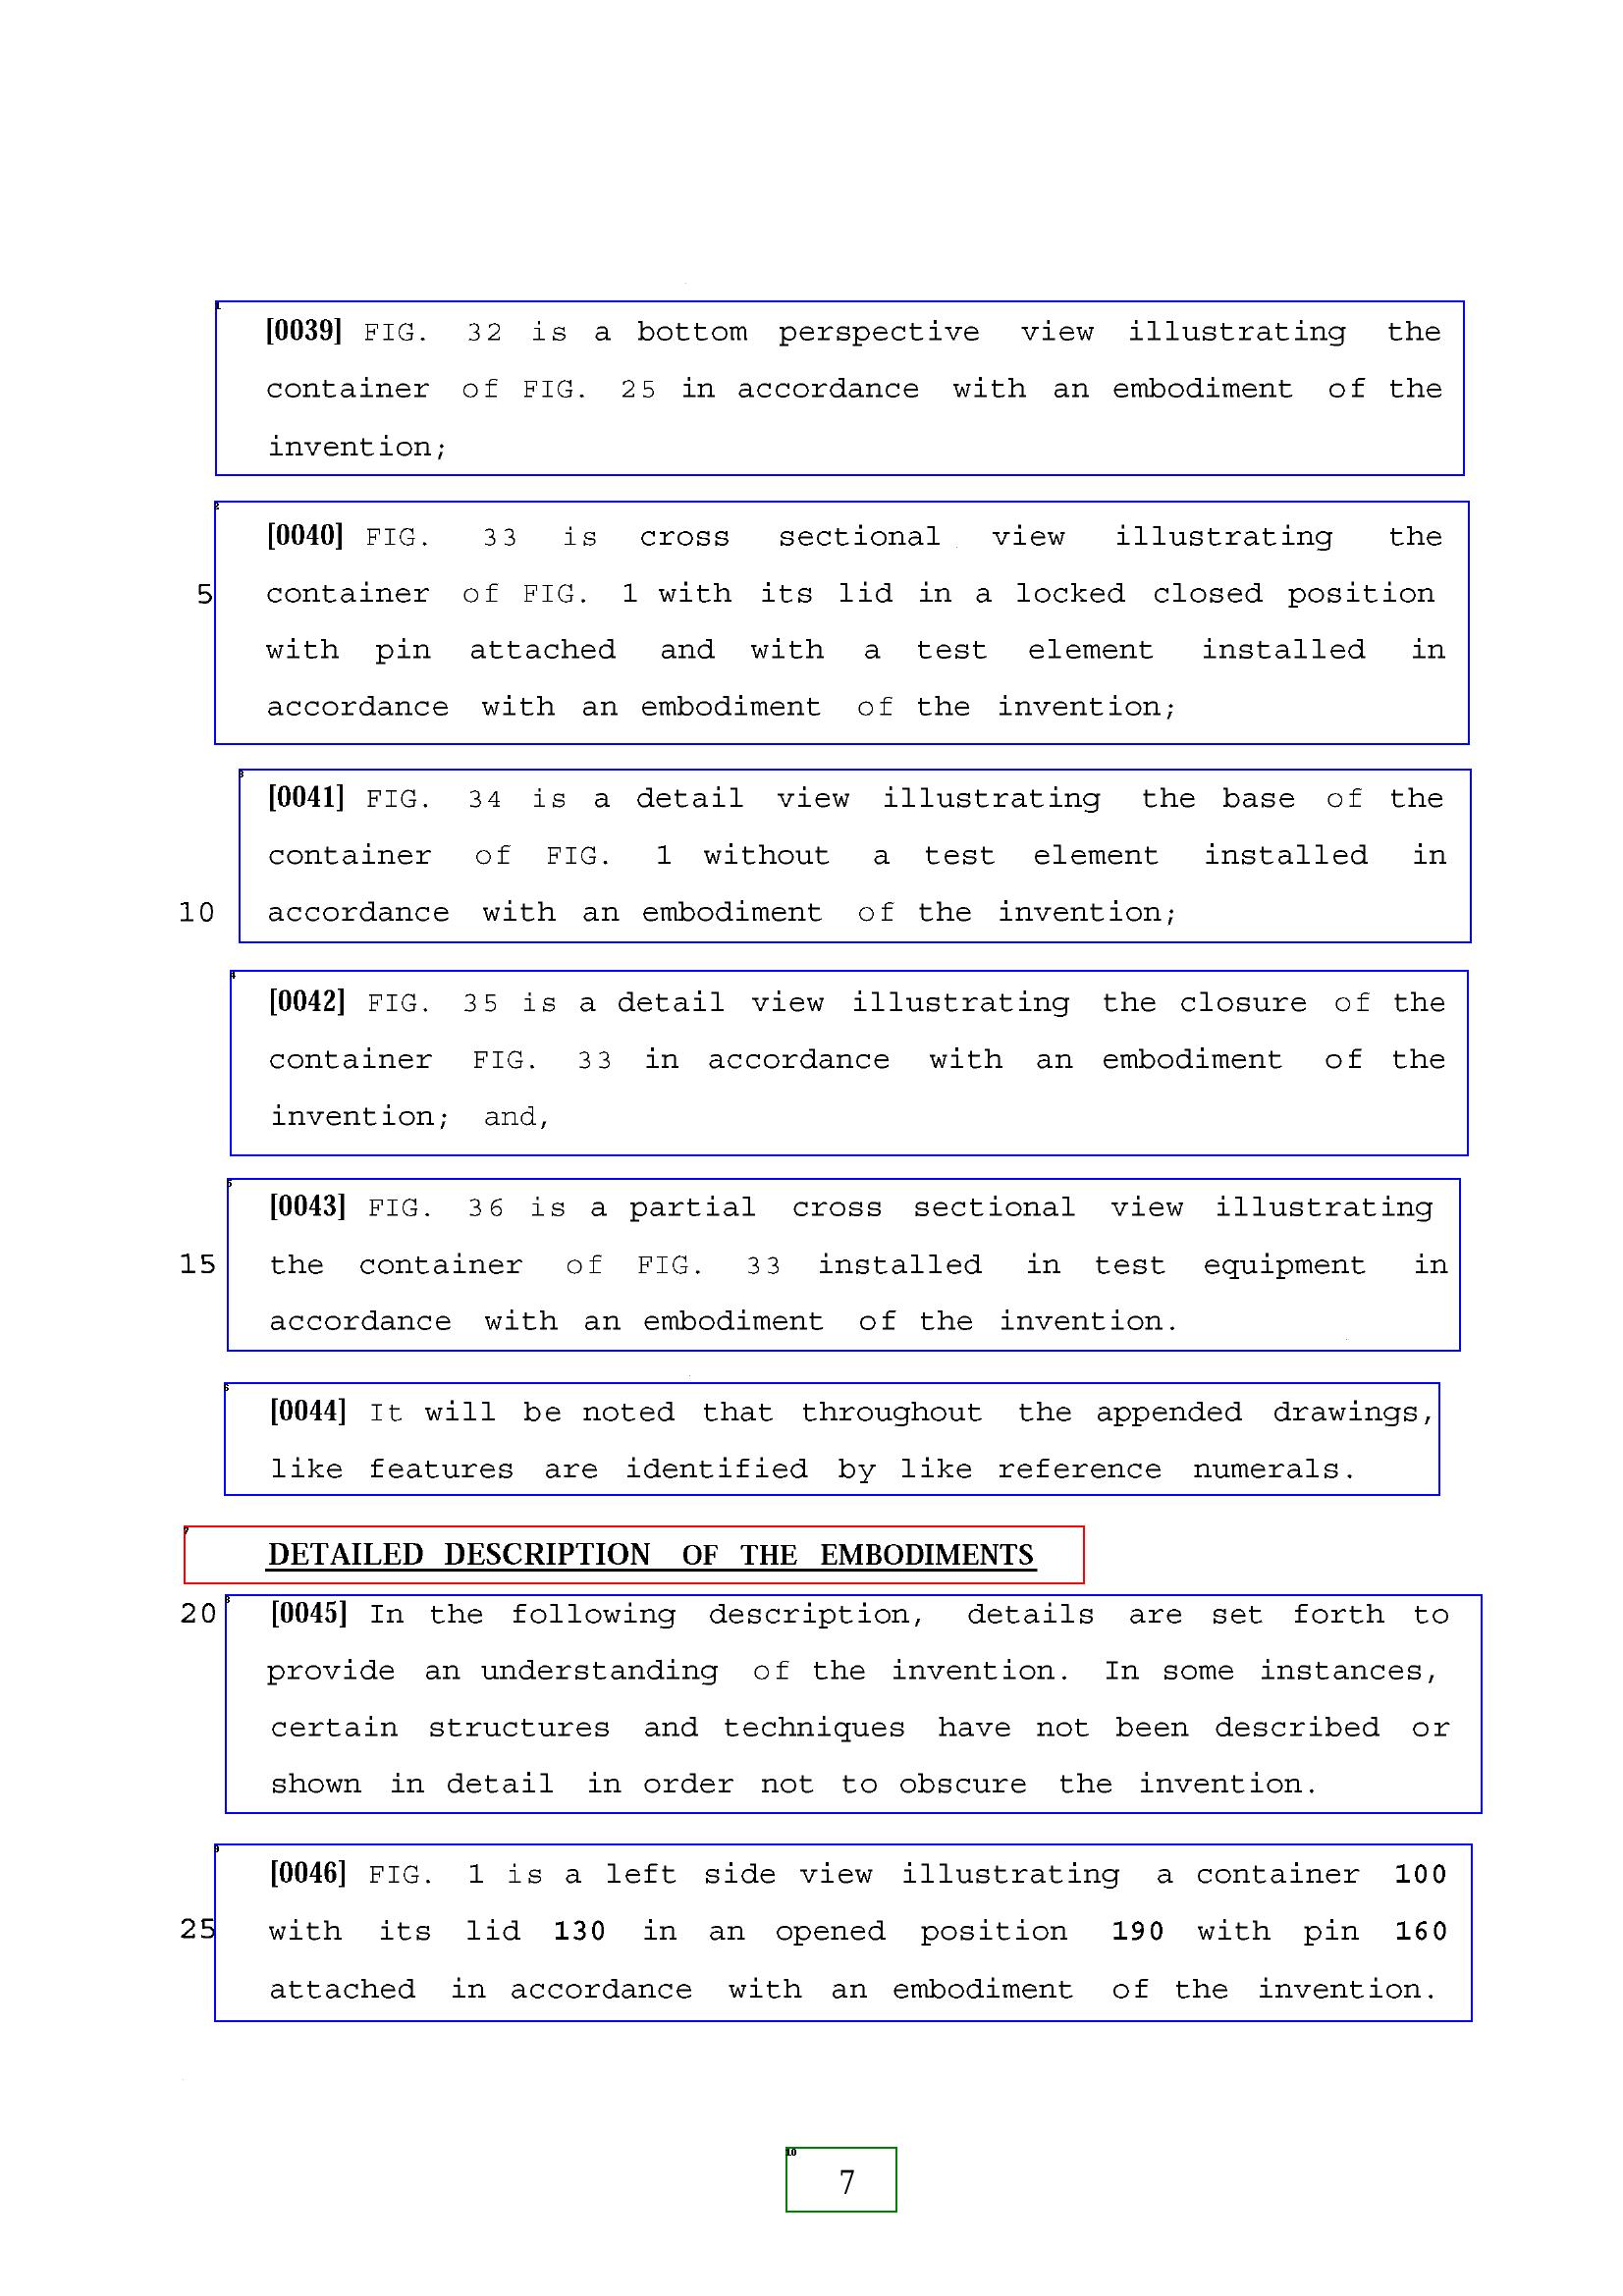 [0039] FIG. 32 is a bottom perspective view illustrating the
container of FIG. 25 in accordance with an embodiment of the
invention;
[0040] FIG. 33 is cross sectional view illustrating the
5 container of FIG. 1 with its lid in a locked closed position
with pin attached and with a test element installed in
accordance with an embodiment of the invention;
[0041] FIG. 34 is a detail view illustrating the base of the
container of FIG. 1 without a test element installed in
10 accordance with an embodiment of the invention;
[0042] FIG. 35 is a detail view illustrating the closure of the
container FIG. 33 in accordance with an embodiment of the
invention; and,
[0043] FIG. 36 is a partial cross sectional view illustrating
15 the container of FIG. 33 installed in test equipment in
accordance with an embodiment of the invention.
[0044] It will be noted that throughout the appended drawings,
like features are identified by like reference numerals.
DETAILED DESCRIPTION OF THE EMBODIMENTS
20 [0045] In the following description, details are set forth to
provide an understanding of the invention. In some instances,
certain structures and techniques have not been described or
shown in detail in order not to obscure the invention.
[0046] FIG. 1 is a left side view illustrating a container 100
25 with its lid 130 in an opened position 190 with pin 160
attached in accordance with an embodiment of the invention.
10
7